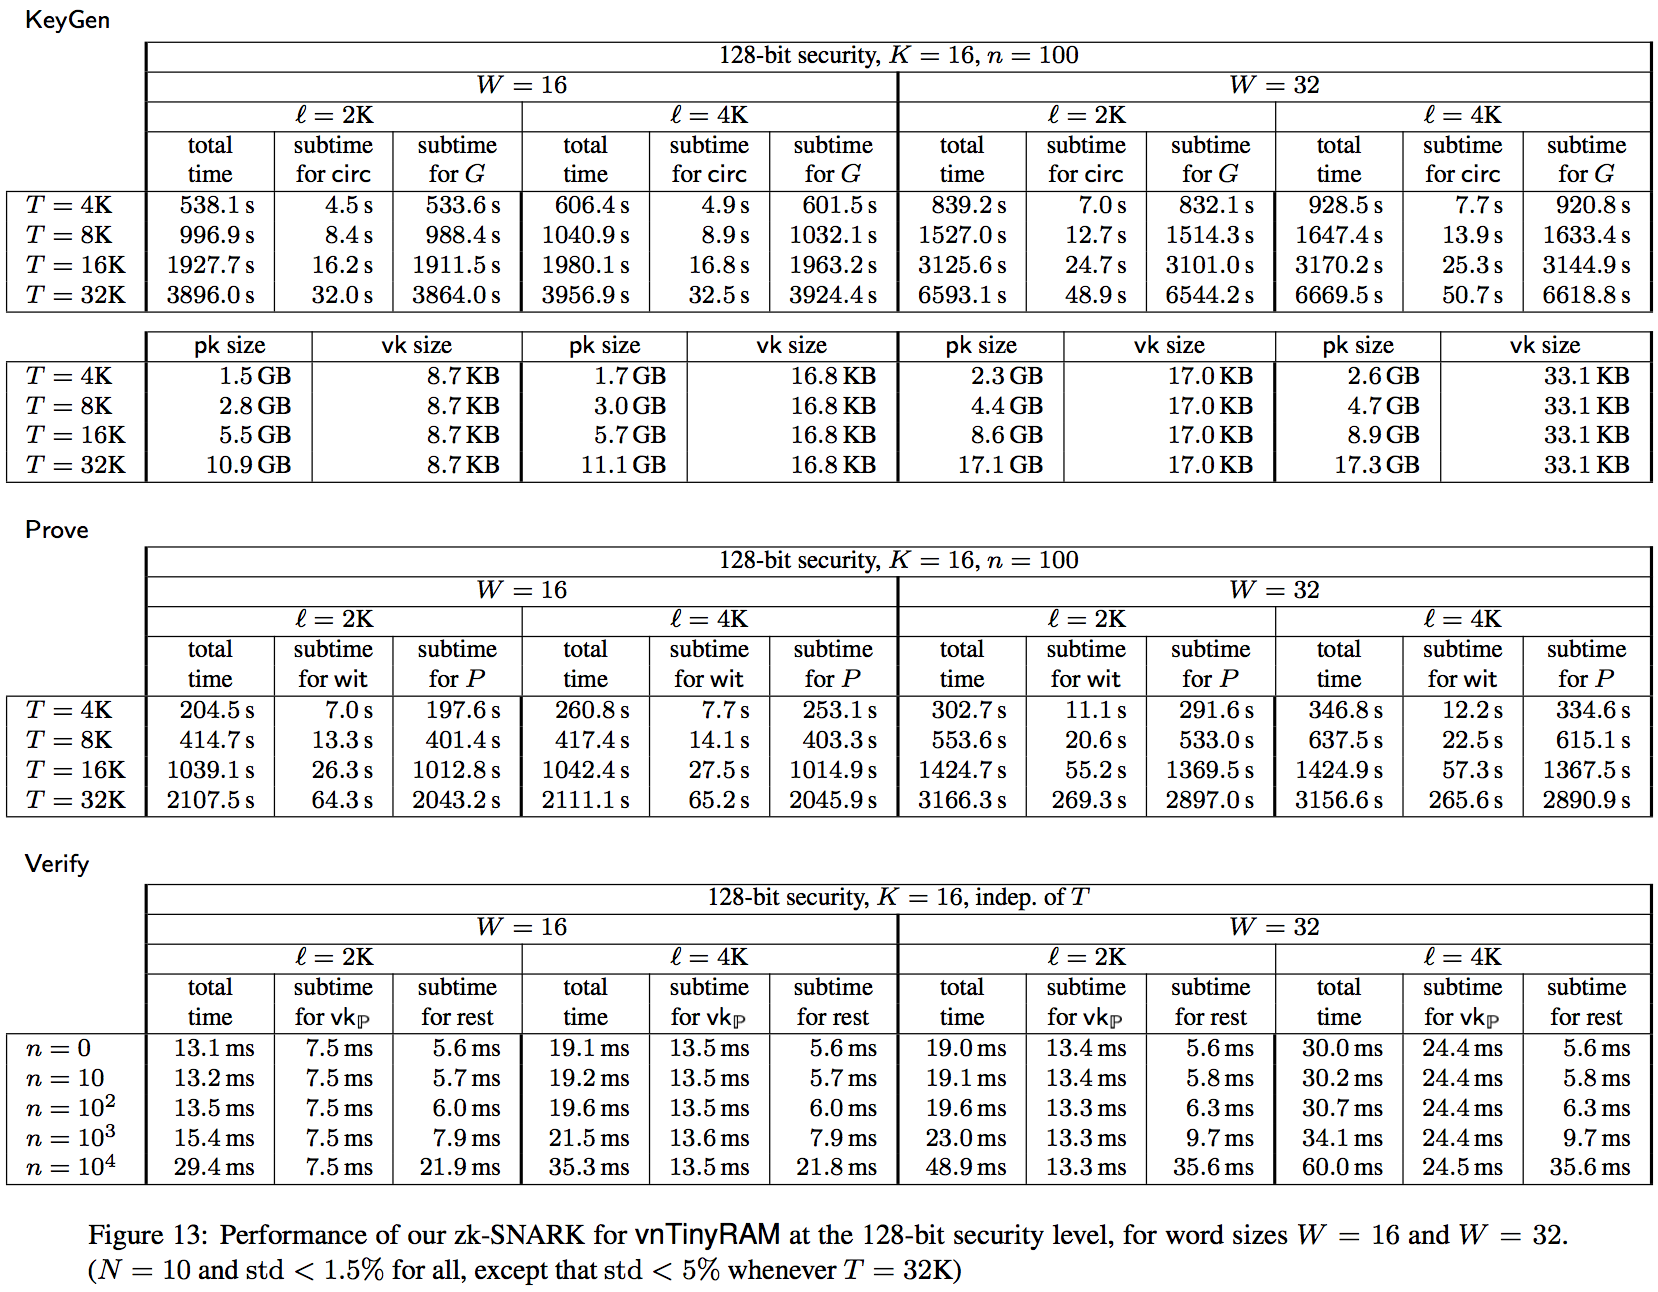 KeyGen
128-bit security, K = 16, n = 100
W = 16 W = 32
ℓ = 2K ℓ = 4K ℓ = 2K ℓ = 4K
total subtime subtime total subtime subtime total subtime subtime total subtime subtime
time for circ for G time for circ for G time for circ for G time for circ for G
T = 4K 538.1 s 4.5 s 533.6 s 606.4 s 4.9 s 601.5 s 839.2 s 7.0 s 832.1 s 928.5 s 7.7 s 920.8 s
T = 8K 996.9 s 8.4 s 988.4 s 1040.9 s 8.9 s 1032.1 s 1527.0 s 12.7 s 1514.3 s 1647.4 s 13.9 s 1633.4 s
T = 16K 1927.7 s 16.2 s 1911.5 s 1980.1 s 16.8 s 1963.2 s 3125.6 s 24.7 s 3101.0 s 3170.2 s 25.3 s 3144.9 s
T = 32K 3896.0 s 32.0 s 3864.0 s 3956.9 s 32.5 s 3924.4 s 6593.1 s 48.9 s 6544.2 s 6669.5 s 50.7 s 6618.8 s
pk size vk size pk size vk size pk size vk size pk size vk size
T = 4K 1.5 GB 8.7 KB 1.7 GB 16.8 KB 2.3 GB 17.0 KB 2.6 GB 33.1 KB
T = 8K 2.8 GB 8.7 KB 3.0 GB 16.8 KB 4.4 GB 17.0 KB 4.7 GB 33.1 KB
T = 16K 5.5 GB 8.7 KB 5.7 GB 16.8 KB 8.6 GB 17.0 KB 8.9 GB 33.1 KB
T = 32K 10.9 GB 8.7 KB 11.1 GB 16.8 KB 17.1 GB 17.0 KB 17.3 GB 33.1 KB
Prove
128-bit security, K = 16, n = 100
W = 16 W = 32
ℓ = 2K ℓ = 4K ℓ = 2K ℓ = 4K
total subtime subtime total subtime subtime total subtime subtime total subtime subtime
time for wit for P time for wit for P time for wit for P time for wit for P
T = 4K 204.5 s 7.0 s 197.6 s 260.8 s 7.7 s 253.1 s 302.7 s 11.1 s 291.6 s 346.8 s 12.2 s 334.6 s
T = 8K 414.7 s 13.3 s 401.4 s 417.4 s 14.1 s 403.3 s 553.6 s 20.6 s 533.0 s 637.5 s 22.5 s 615.1 s
T = 16K 1039.1 s 26.3 s 1012.8 s 1042.4 s 27.5 s 1014.9 s 1424.7 s 55.2 s 1369.5 s 1424.9 s 57.3 s 1367.5 s
T = 32K 2107.5 s 64.3 s 2043.2 s 2111.1 s 65.2 s 2045.9 s 3166.3 s 269.3 s 2897.0 s 3156.6 s 265.6 s 2890.9 s
Verify
128-bit security, K = 16, indep. of T
W = 16 W = 32
ℓ = 2K ℓ = 4K ℓ = 2K ℓ = 4K
total subtime subtime total subtime subtime total subtime subtime total subtime subtime
time for vkℙ for rest time for vkℙ for rest time for vkℙ for rest time for vkℙ for rest
n = 0 13.1 ms 7.5 ms 5.6 ms 19.1 ms 13.5 ms 5.6 ms 19.0 ms 13.4 ms 5.6 ms 30.0 ms 24.4 ms 5.6 ms
n = 10 13.2 ms 7.5 ms 5.7 ms 19.2 ms 13.5 ms 5.7 ms 19.1 ms 13.4 ms 5.8 ms 30.2 ms 24.4 ms 5.8 ms
n = 10² 13.5 ms 7.5 ms 6.0 ms 19.6 ms 13.5 ms 6.0 ms 19.6 ms 13.3 ms 6.3 ms 30.7 ms 24.4 ms 6.3 ms
n = 10³ 15.4 ms 7.5 ms 7.9 ms 21.5 ms 13.6 ms 7.9 ms 23.0 ms 13.3 ms 9.7 ms 34.1 ms 24.4 ms 9.7 ms
n = 10⁴ 29.4 ms 7.5 ms 21.9 ms 35.3 ms 13.5 ms 21.8 ms 48.9 ms 13.3 ms 35.6 ms 60.0 ms 24.5 ms 35.6 ms
Figure 13: Performance of our zk-SNARK for vnTinyRAM at the 128-bit security level, for word sizes W = 16 and W = 32.
(N = 10 and std < 1.5% for all, except that std < 5% whenever T = 32K)